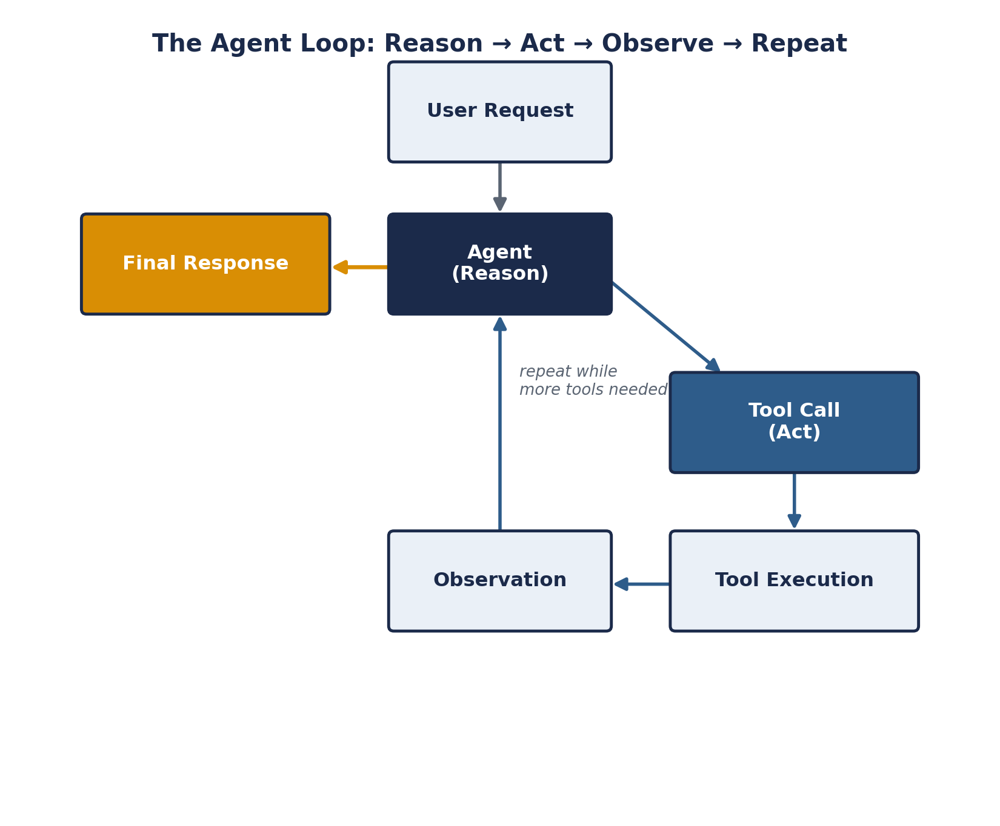 The Agent Loop: Reason → Act → Observe → Repeat
User Request
Final Response
Agent
(Reason)
repeat while
more tools needed
Tool Call
(Act)
Observation
Tool Execution